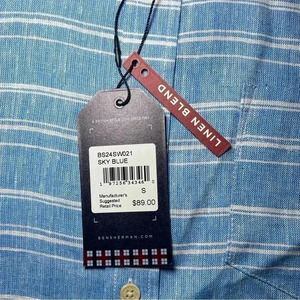 LINEN BLEND
BS24SW021
SKY BLUE
S
Manufacturer's
Suggested
Retail Price
$89.00
BENSHERMAN.COM